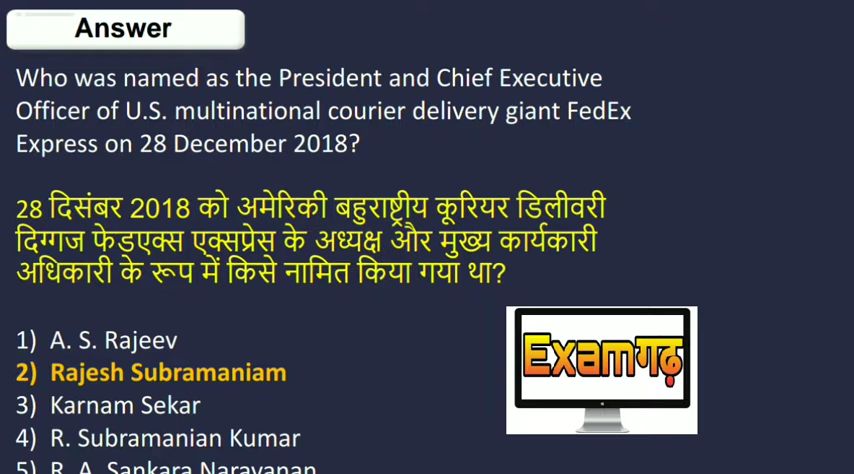 Answer
Who was named as the President and Chief Executive
Officer of U.S. multinational courier delivery giant FedEx
Express on 28 December 2018?
28 दिसंबर 2018 को अमेरिकी बहुराष्ट्रीय कूरियर डिलीवरी
दिग्गज फेडएक्स एक्सप्रेस के अध्यक्ष और मुख्य कार्यकारी
अधिकारी के रूप में किसे नामित किया गया था?
1) A. S. Rajeev
2) Rajesh Subramaniam
3) Karnam Sekar
4) R. Subramanian Kumar
5) R. A. Sankara Narayanan
Examगढ़